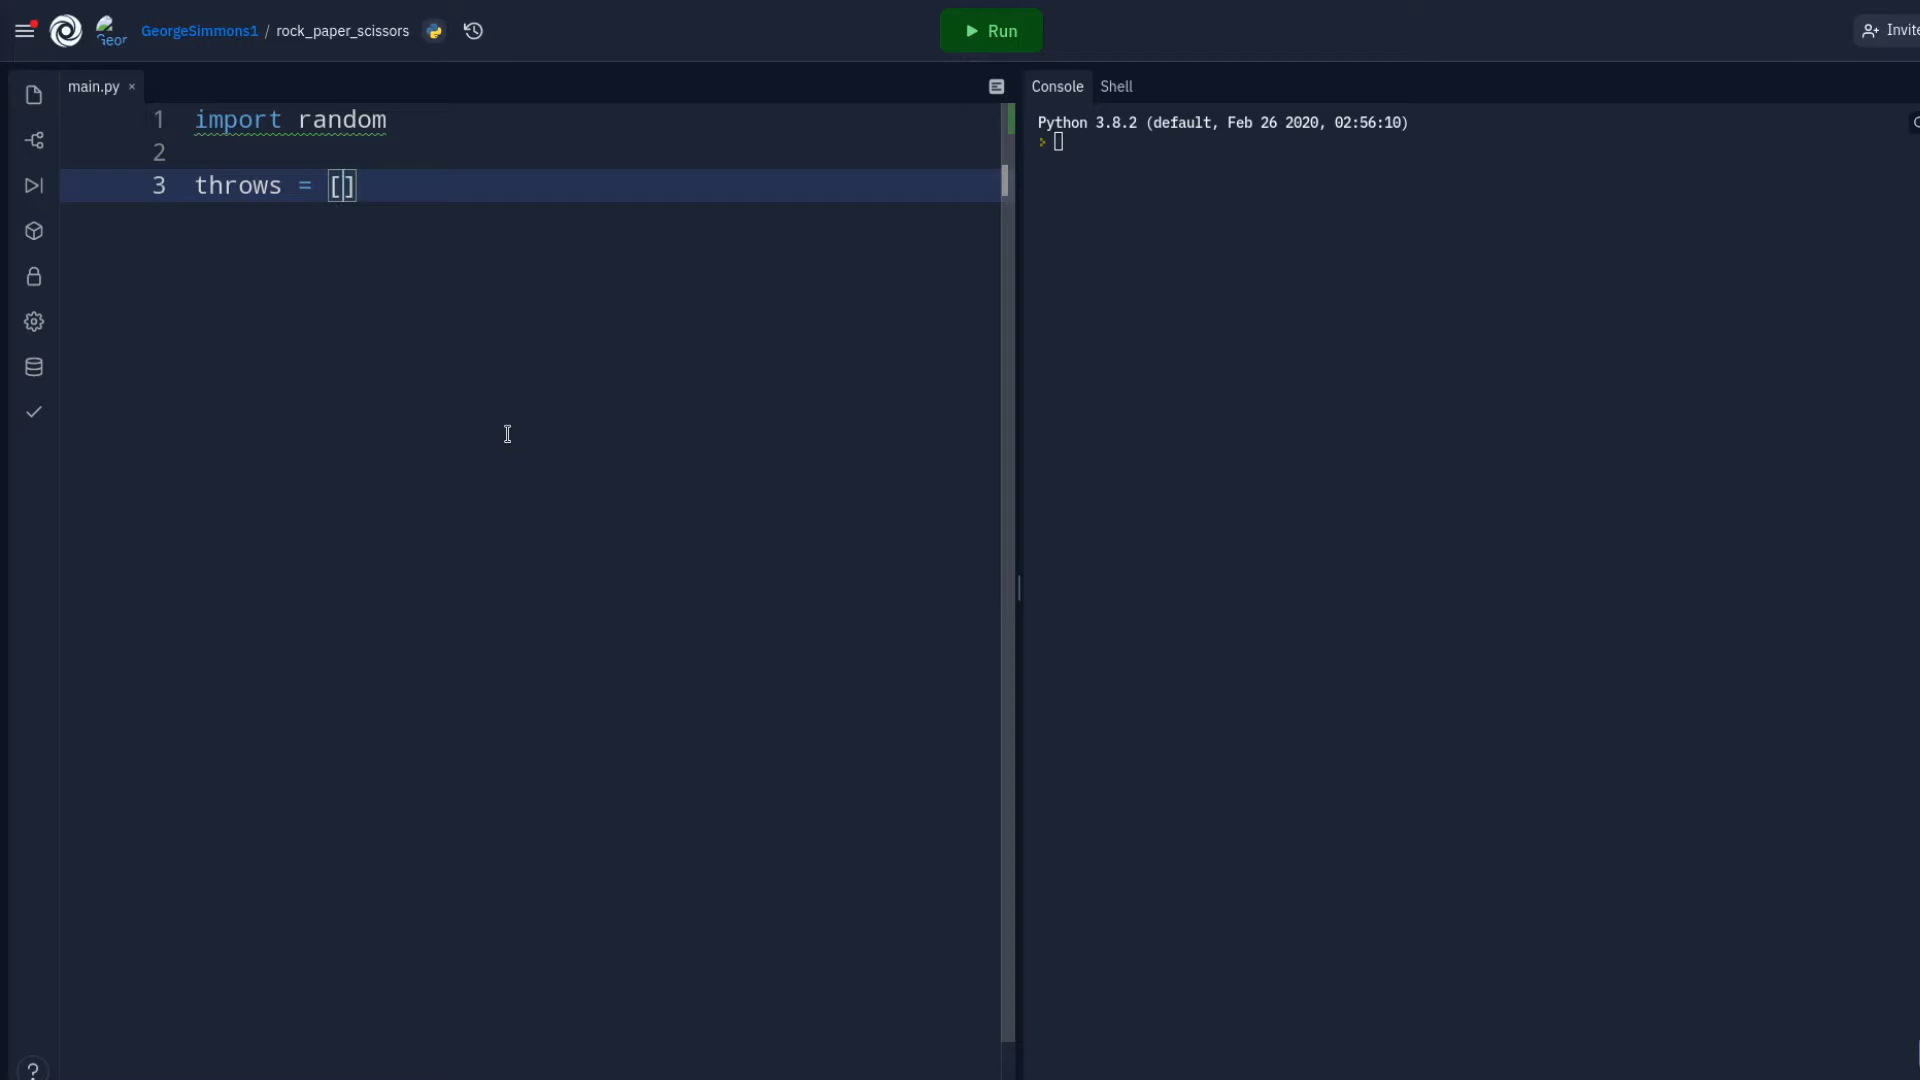 Geor
GeorgeSimmons1 / rock_paper_scissors
Run
Invite
main.py ×
Console Shell
1 import random
2
3 throws = []
Python 3.8.2 (default, Feb 26 2020, 02:56:10)
>
?